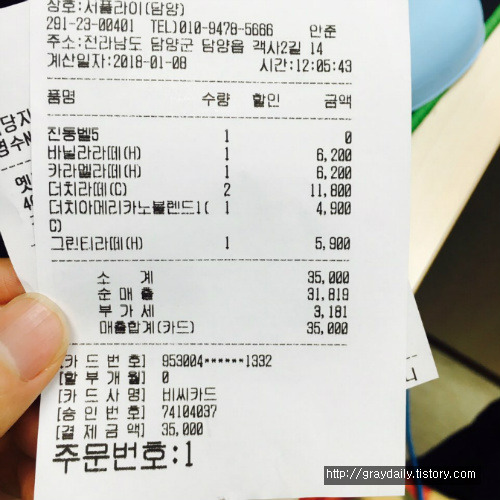 상호:서플라이(담양)
291-23-00401 TEL)010-9478-5666 안준
주소:전라남도 담양군 담양읍 객사2길 14
계산일자:2018-01-08 시간:12:05:43
품명 수량 할인 금액
진동벨5 1 0
바닐라라떼(H) 1 6,200
카라멜라떼(H) 1 6,200
더치라떼(C) 2 11,800
더치아메리카노블렌드1( 1 4,900
C)
그린티라떼(H) 1 5,900
소 계 35,000
순 매 출 31,819
부 가 세 3,181
매출합계(카드) 35,000
[카 드 번 호] 953004******1332
[할 부 개 월] 0
[카 드 사 명] 비씨카드
[승 인 번 호] 74104037
[결 제 금 액] 35,000
주문번호:1
http://graydaily.tistory.com